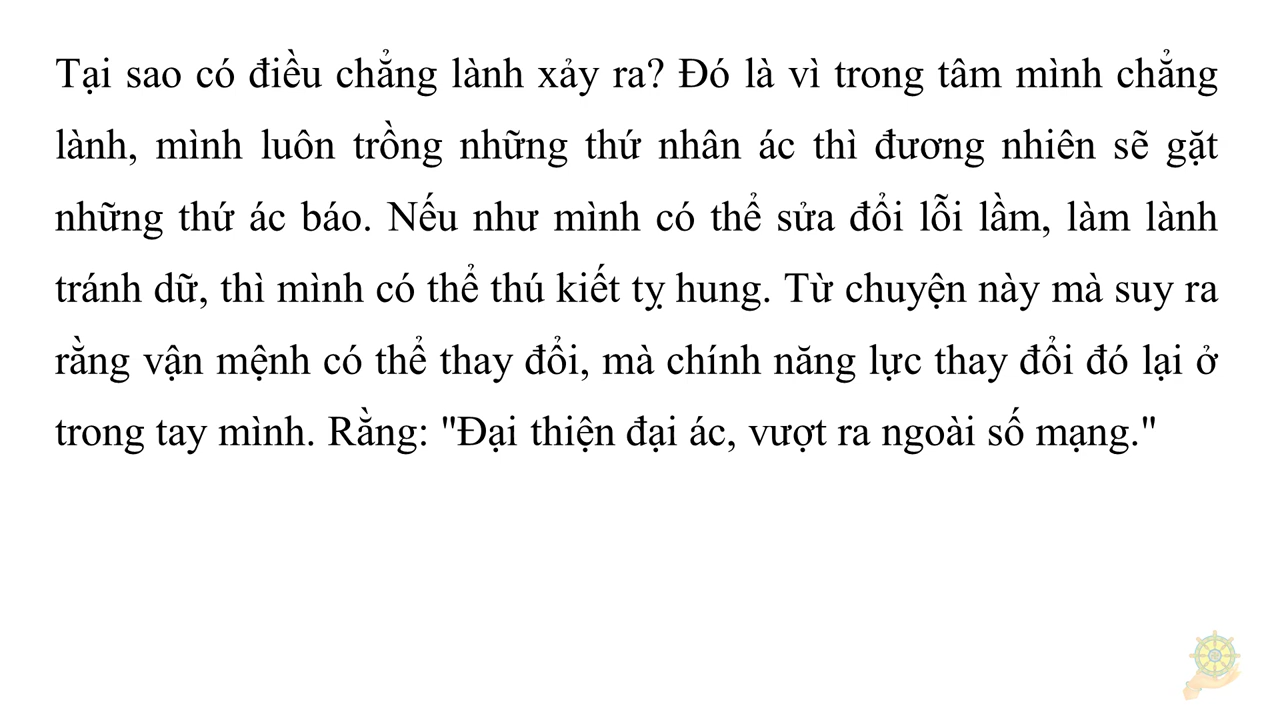 Tại sao có điều chẳng lành xảy ra? Đó là vì trong tâm mình chẳng
lành, mình luôn trồng những thứ nhân ác thì đương nhiên sẽ gặt
những thứ ác báo. Nếu như mình có thể sửa đổi lỗi lầm, làm lành
tránh dữ, thì mình có thể thú kiết tỵ hung. Từ chuyện này mà suy ra
rằng vận mệnh có thể thay đổi, mà chính năng lực thay đổi đó lại ở
trong tay mình. Rằng: "Đại thiện đại ác, vượt ra ngoài số mạng."